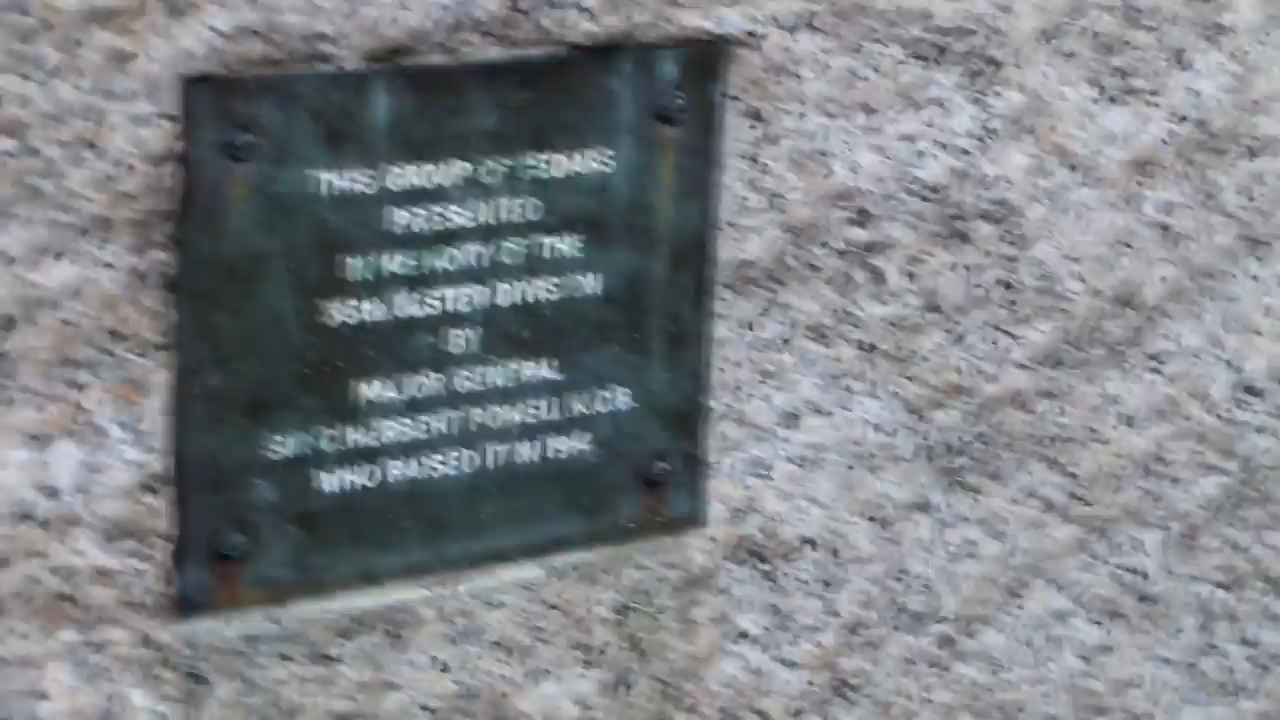 THIS GROUP OF CEDARS
PRESENTED
IN MEMORY OF THE
36th ULSTER DIVISION
BY
MAJOR GENERAL
SIR C HERBERT POWELL K.C.B.
WHO RAISED IT IN